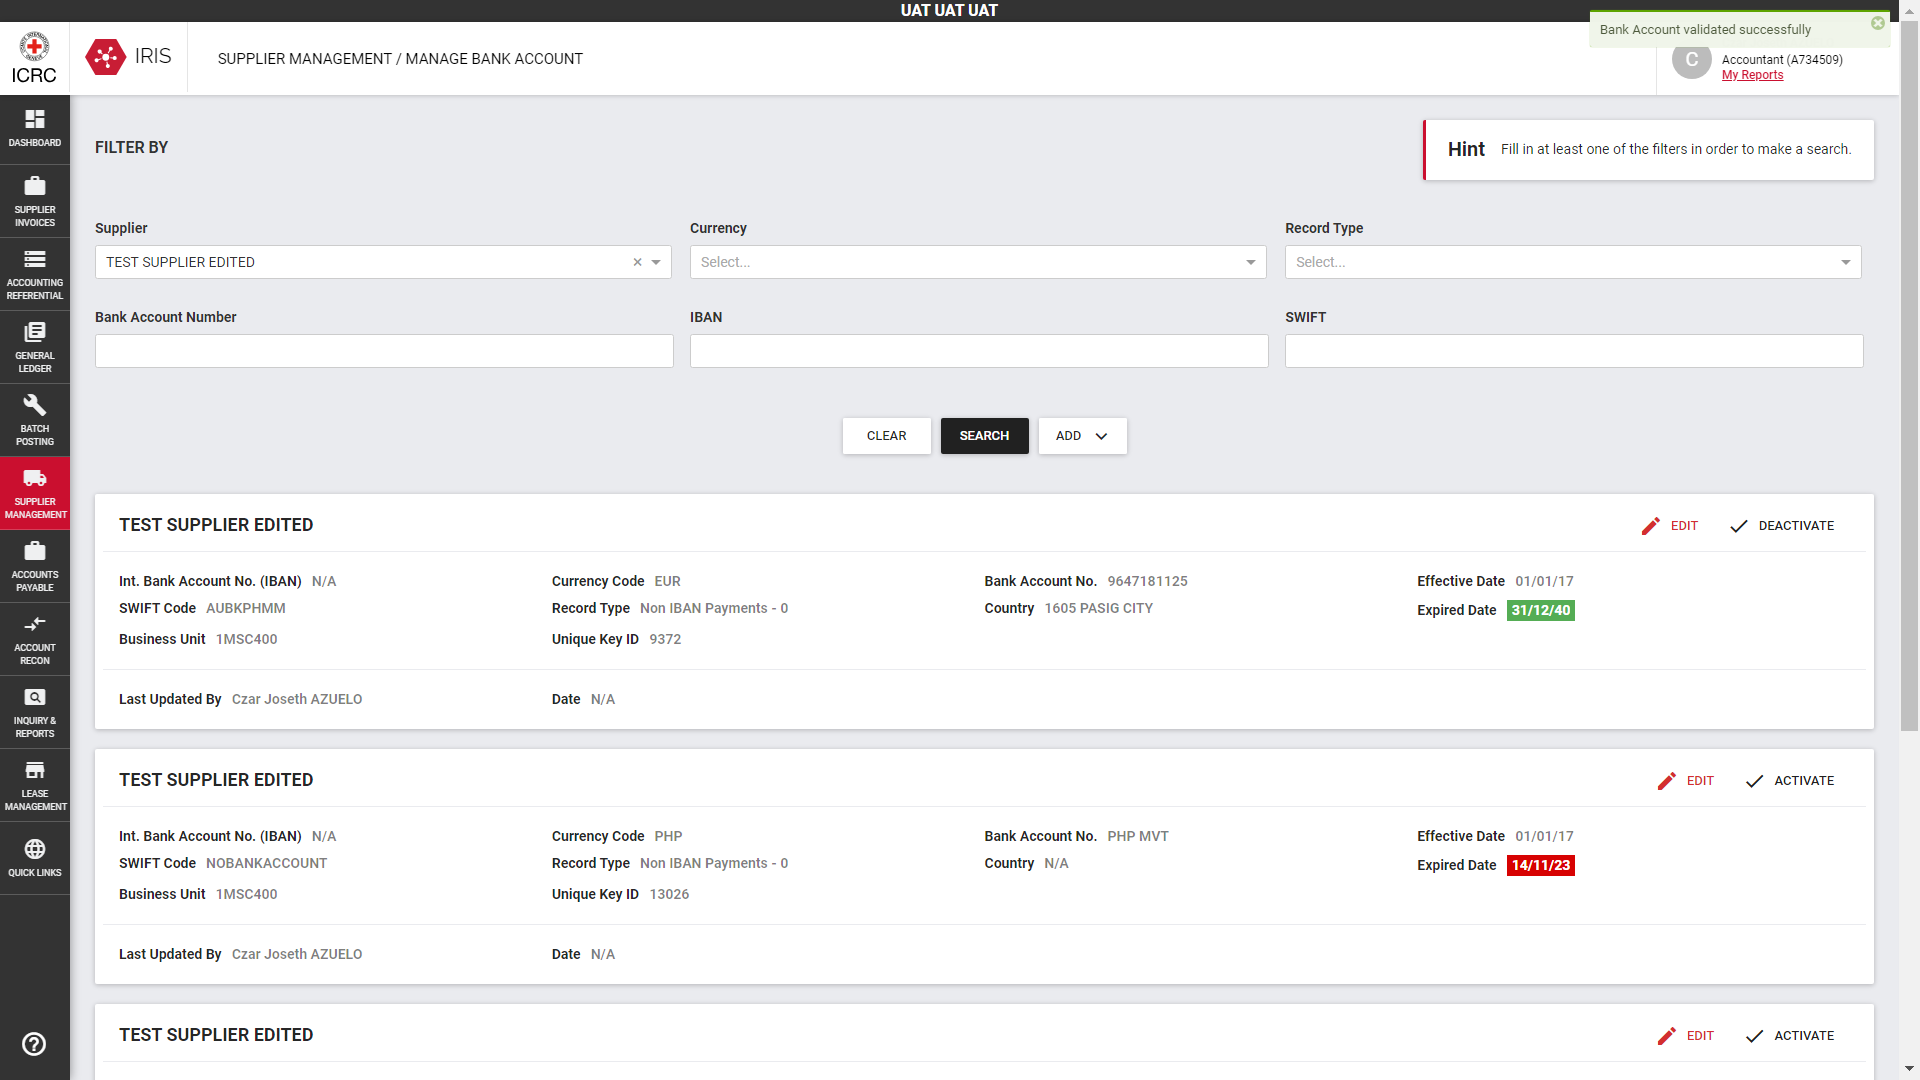 UAT UAT UAT
Bank Account validated successfully
ICRC
IRIS
SUPPLIER MANAGEMENT / MANAGE BANK ACCOUNT
C
Accountant (A734509)
My Reports
DASHBOARD
SUPPLIER
INVOICES
ACCOUNTING
REFERENTIAL
GENERAL
LEDGER
BATCH
POSTING
SUPPLIER
MANAGEMENT
ACCOUNTS
PAYABLE
ACCOUNT
RECON
INQUIRY &
REPORTS
LEASE
MANAGEMENT
QUICK LINKS
FILTER BY
Hint Fill in at least one of the filters in order to make a search.
Supplier Currency Record Type
TEST SUPPLIER EDITED Select... Select...
Bank Account Number IBAN SWIFT
CLEAR SEARCH ADD
TEST SUPPLIER EDITED EDIT DEACTIVATE
Int. Bank Account No. (IBAN) N/A Currency Code EUR Bank Account No. 9647181125 Effective Date 01/01/17
SWIFT Code AUBKPHMM Record Type Non IBAN Payments - 0 Country 1605 PASIG CITY Expired Date 31/12/40
Business Unit 1MSC400 Unique Key ID 9372
Last Updated By Czar Joseth AZUELO Date N/A
TEST SUPPLIER EDITED EDIT ACTIVATE
Int. Bank Account No. (IBAN) N/A Currency Code PHP Bank Account No. PHP MVT Effective Date 01/01/17
SWIFT Code NOBANKACCOUNT Record Type Non IBAN Payments - 0 Country N/A Expired Date 14/11/23
Business Unit 1MSC400 Unique Key ID 13026
Last Updated By Czar Joseth AZUELO Date N/A
TEST SUPPLIER EDITED EDIT ACTIVATE